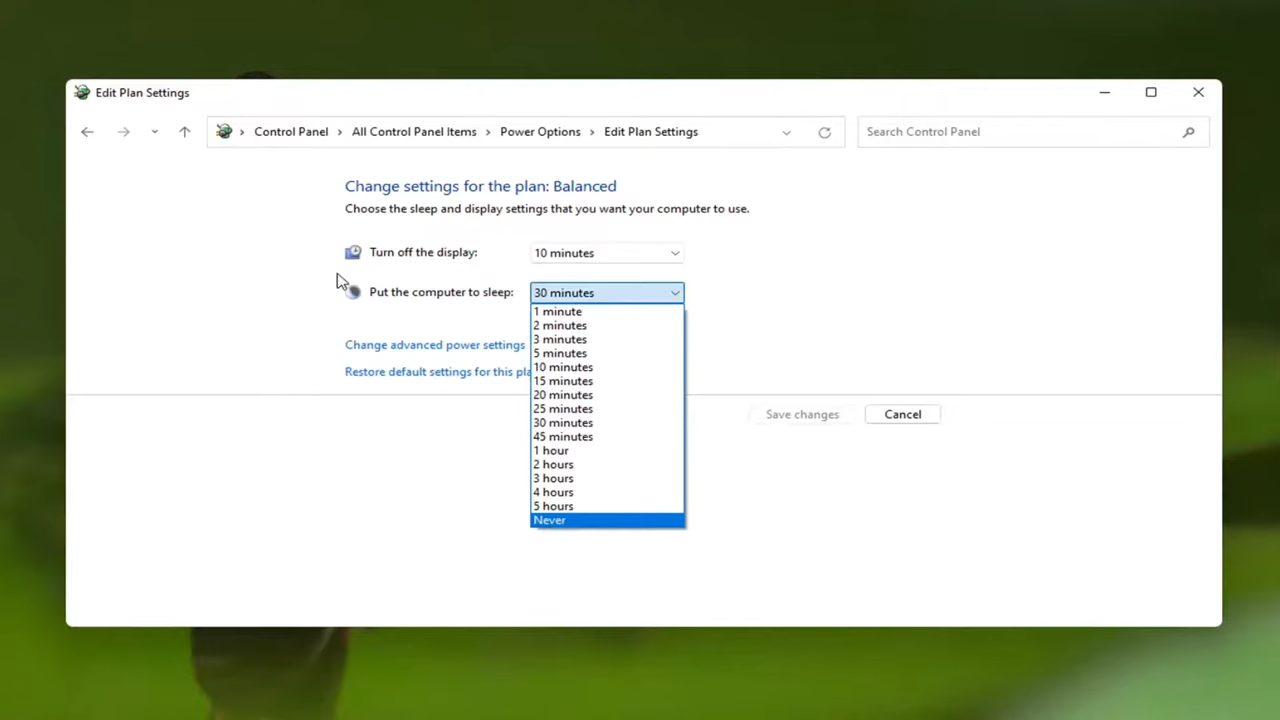 Edit Plan Settings
Control Panel > All Control Panel Items > Power Options > Edit Plan Settings
Search Control Panel
Change settings for the plan: Balanced
Choose the sleep and display settings that you want your computer to use.
Turn off the display: 10 minutes
Put the computer to sleep: 30 minutes
1 minute
2 minutes
3 minutes
5 minutes
10 minutes
15 minutes
20 minutes
25 minutes
30 minutes
45 minutes
1 hour
2 hours
3 hours
4 hours
5 hours
Never
Change advanced power settings
Restore default settings for this pla
Save changes
Cancel